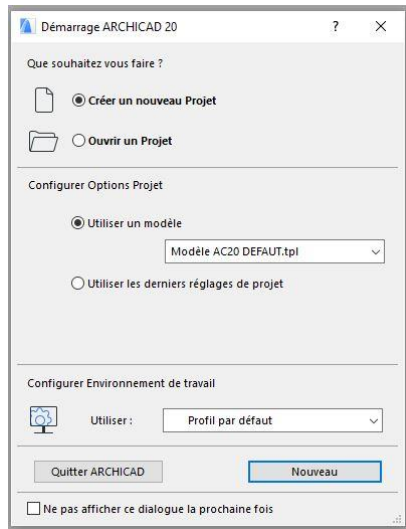 Démarrage ARCHICAD 20
Que souhaitez vous faire ?
Créer un nouveau Projet
Ouvrir un Projet
Configurer Options Projet
Utiliser un modèle
Modèle AC20 DEFAUT.tpl
Utiliser les derniers réglages de projet
Configurer Environnement de travail
Utiliser : Profil par défaut
Quitter ARCHICAD Nouveau
Ne pas afficher ce dialogue la prochaine fois